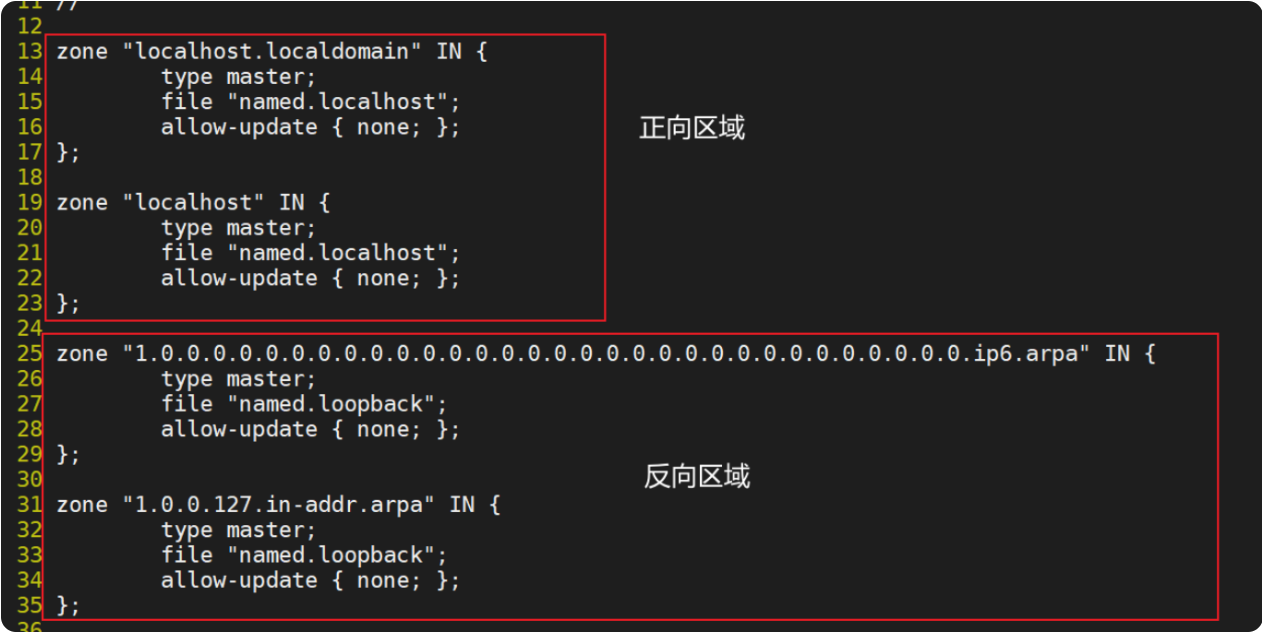 11 //
12
13 zone "localhost.localdomain" IN {
14         type master;
15         file "named.localhost";
16         allow-update { none; };
17 };
正向区域
18
19 zone "localhost" IN {
20         type master;
21         file "named.localhost";
22         allow-update { none; };
23 };
24
25 zone "1.0.0.0.0.0.0.0.0.0.0.0.0.0.0.0.0.0.0.0.0.0.0.0.0.0.0.0.0.0.0.0.ip6.arpa" IN {
26         type master;
27         file "named.loopback";
28         allow-update { none; };
29 };
30
反向区域
31 zone "1.0.0.127.in-addr.arpa" IN {
32         type master;
33         file "named.loopback";
34         allow-update { none; };
35 };
36